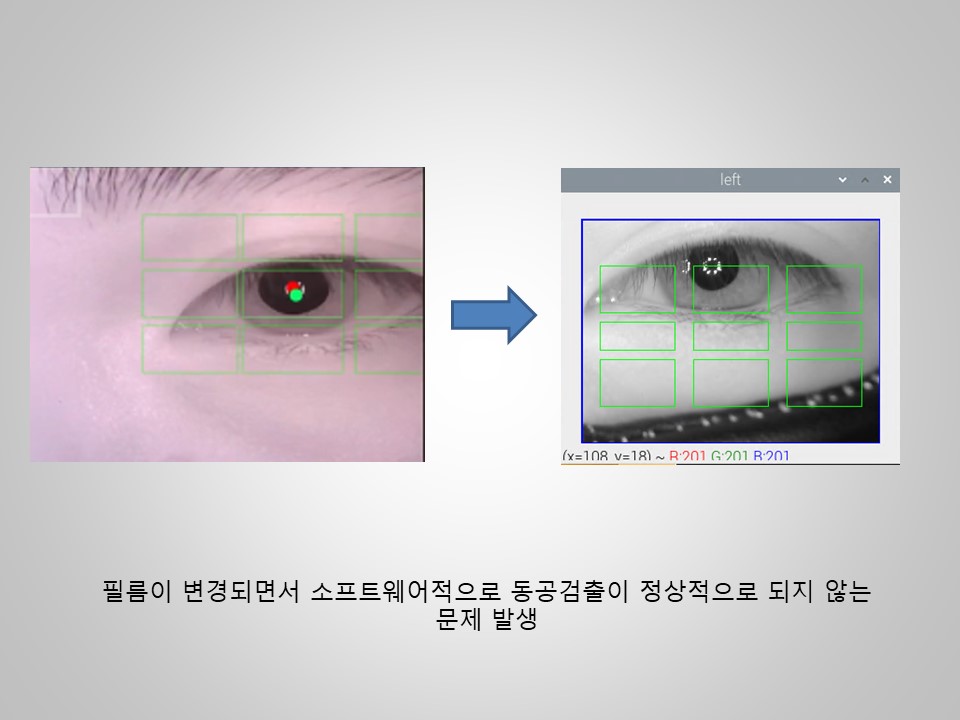 left
(x=108, y=18) ~ R:201 G:201 B:201
필름이 변경되면서 소프트웨어적으로 동공검출이 정상적으로 되지 않는
문제 발생